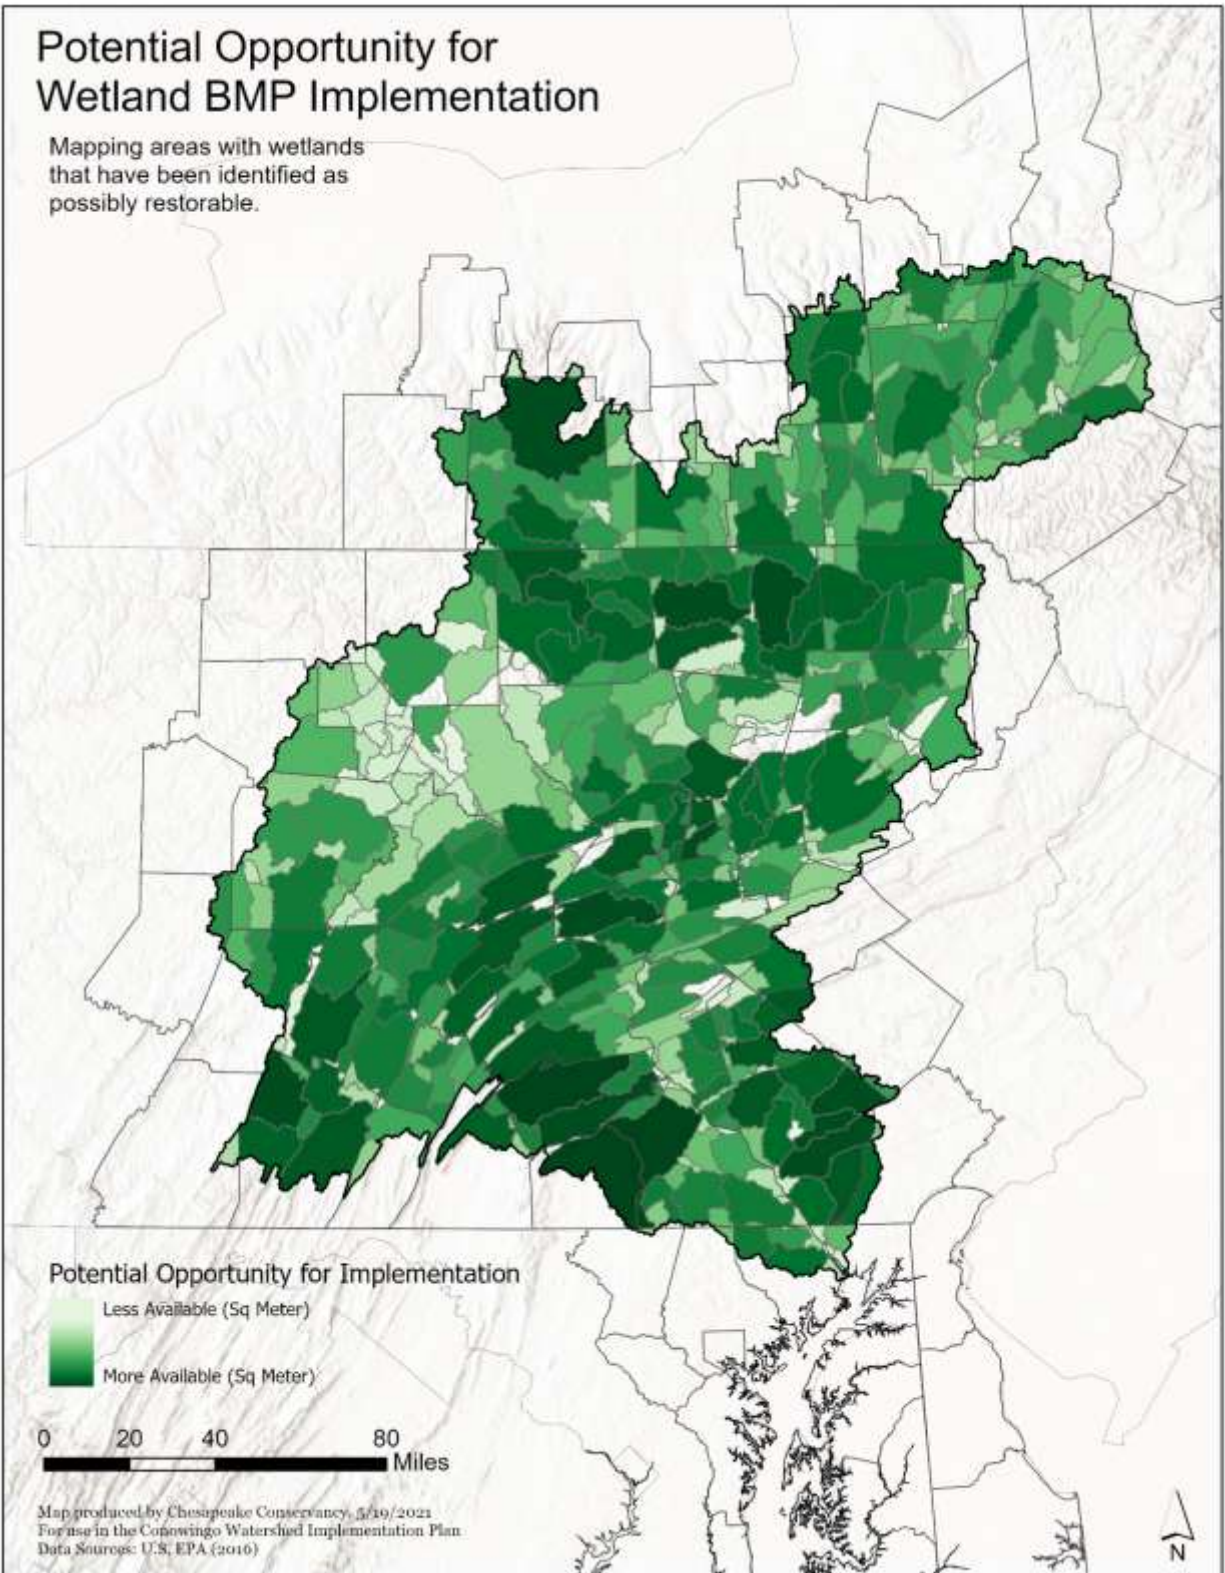 Potential Opportunity for
Wetland BMP Implementation
Mapping areas with wetlands
that have been identified as
possibly restorable.
Potential Opportunity for Implementation
Less Available (Sq Meter)
More Available (Sq Meter)
0 20 40 80
Miles
Map produced by Chesapeake Conservancy, 5/19/2021
For use in the Conowingo Watershed Implementation Plan
Data Sources: U.S, EPA (2016)
N